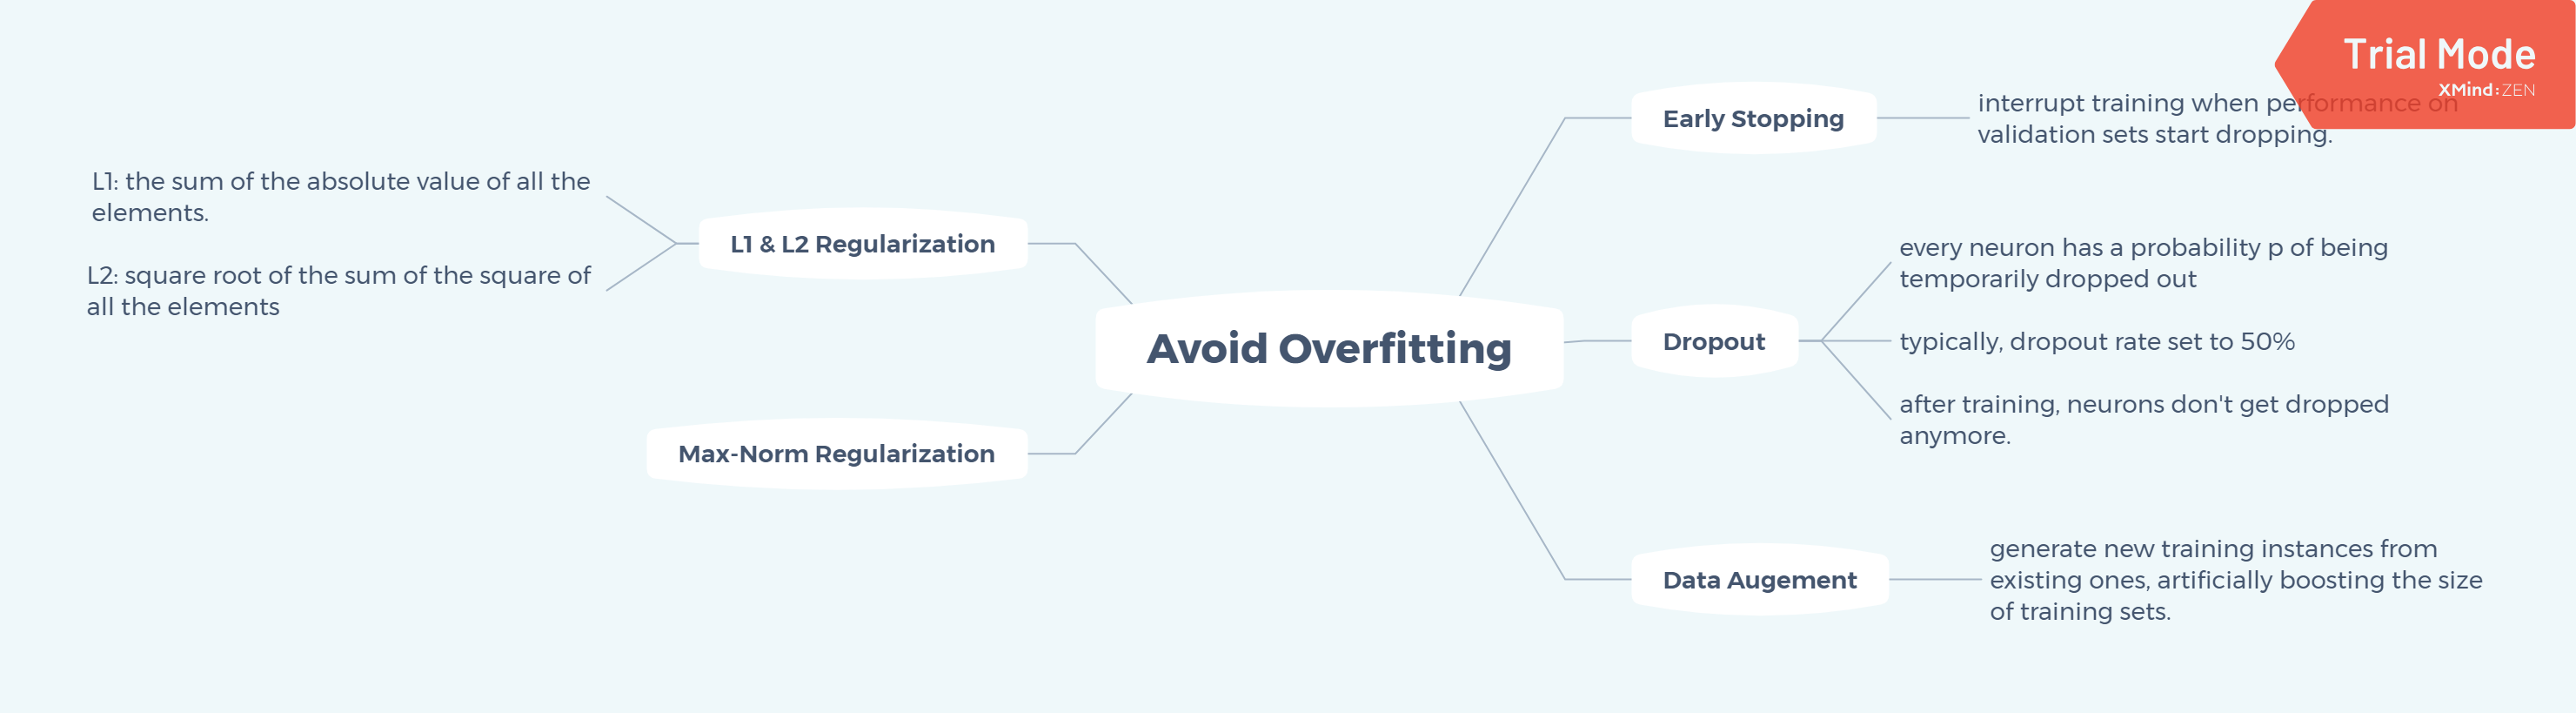 Trial Mode
XMind:ZEN
Avoid Overfitting
Early Stopping
interrupt training when performance on
validation sets start dropping.
Dropout
every neuron has a probability p of being
temporarily dropped out
typically, dropout rate set to 50%
after training, neurons don't get dropped
anymore.
Data Augement
generate new training instances from
existing ones, artificially boosting the size
of training sets.
L1 & L2 Regularization
L1: the sum of the absolute value of all the
elements.
L2: square root of the sum of the square of
all the elements
Max-Norm Regularization